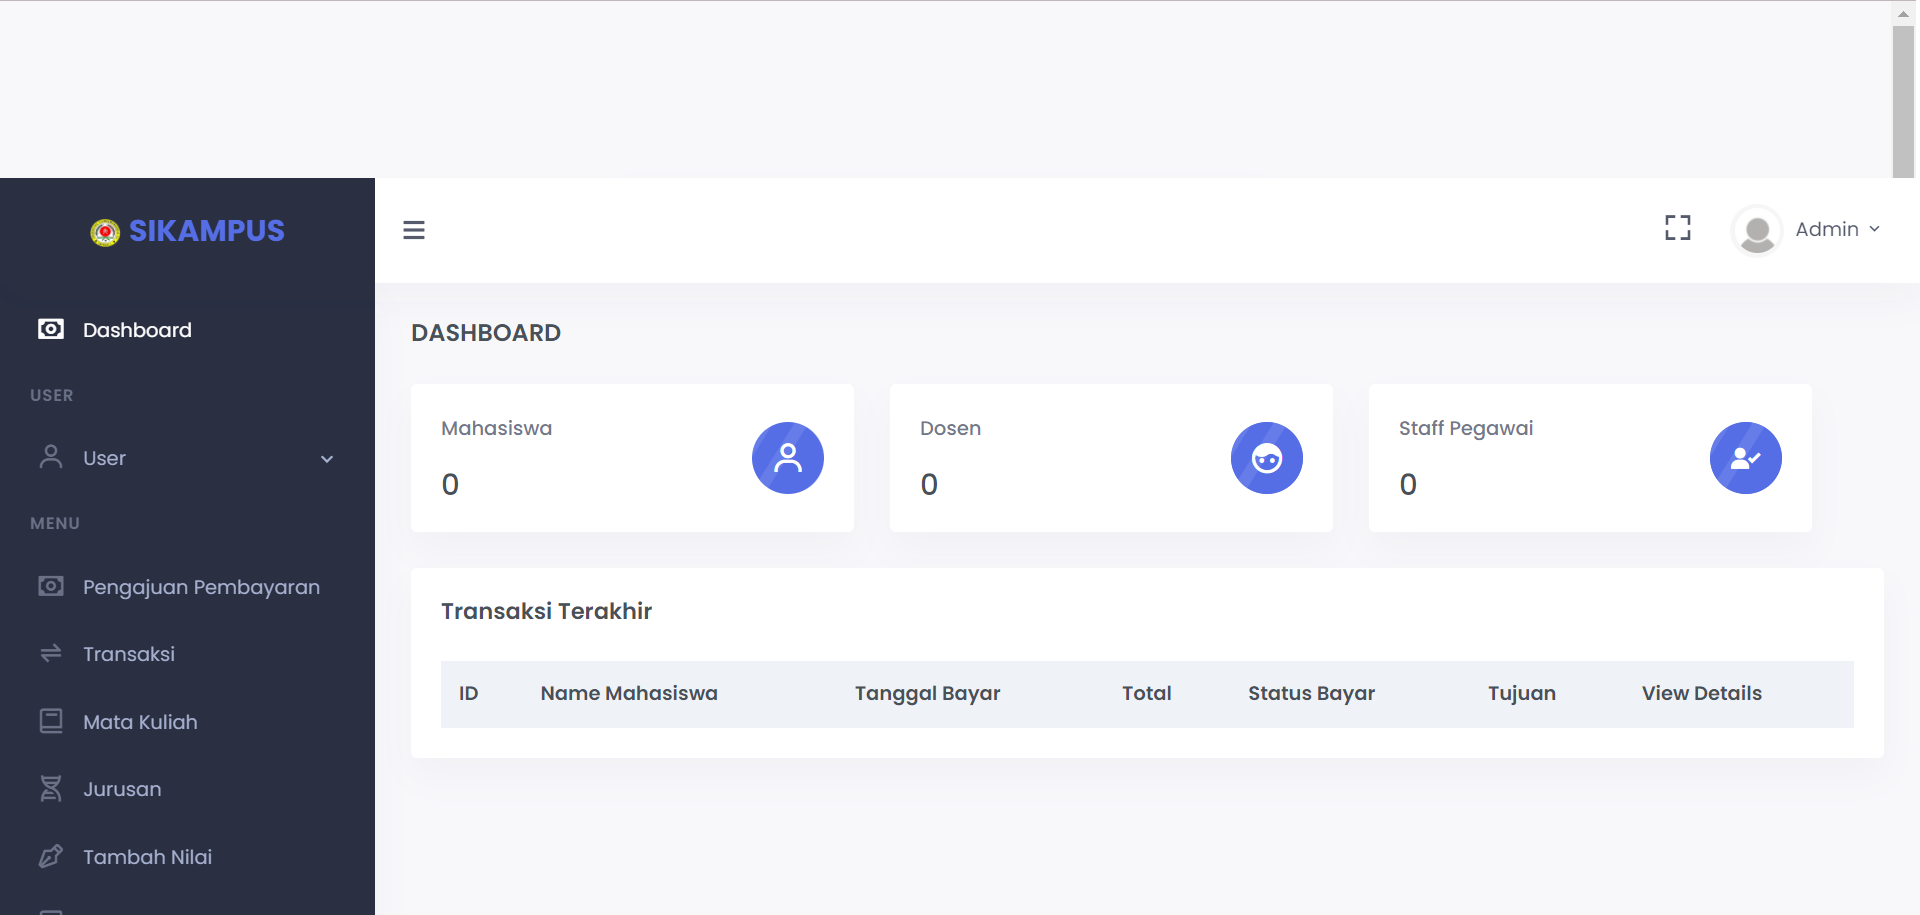 SIKAMPUS
Admin
Dashboard
USER
User
MENU
Pengajuan Pembayaran
Transaksi
Mata Kuliah
Jurusan
Tambah Nilai
DASHBOARD
Mahasiswa
0
Dosen
0
Staff Pegawai
0
Transaksi Terakhir
ID Name Mahasiswa Tanggal Bayar Total Status Bayar Tujuan View Details